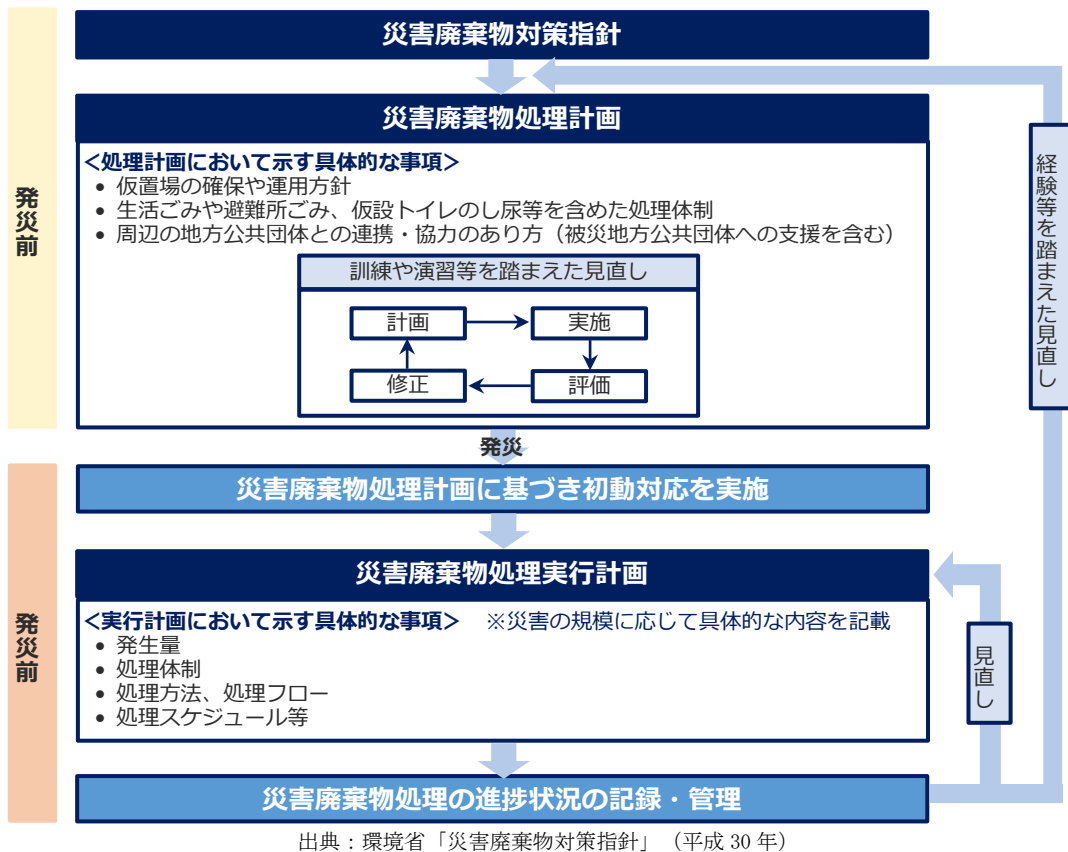 災害廃棄物対策指針
災害廃棄物処理計画
発災前
<処理計画において示す具体的な事項>
• 仮置場の確保や運用方針
• 生活ごみや避難所ごみ、仮設トイレのし尿等を含めた処理体制
• 周辺の地方公共団体との連携・協力のあり方（被災地方公共団体への支援を含む）
訓練や演習等を踏まえた見直し
計画
実施
修正
評価
経験等を踏まえた見直し
発災
災害廃棄物処理計画に基づき初動対応を実施
災害廃棄物処理実行計画
発災前
<実行計画において示す具体的な事項> ※災害の規模に応じて具体的な内容を記載
• 発生量
• 処理体制
• 処理方法、処理フロー
• 処理スケジュール等
見直し
災害廃棄物処理の進捗状況の記録・管理
出典：環境省「災害廃棄物対策指針」（平成 30 年）